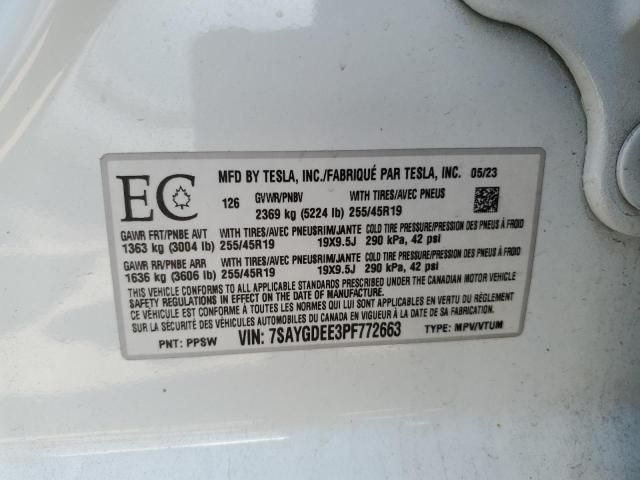 EC
MFD BY TESLA, INC./FABRIQUÉ PAR TESLA, INC. 05/23
126 GVWR/PNBV WITH TIRES/AVEC PNEUS
2369 kg (5224 lb) 255/45R19
GAWR FRT/PNBE AVT WITH TIRES/AVEC PNEUS RIM/JANTE COLD TIRE PRESSURE/PRESSION DES PNEUS À FROID
1363 kg (3004 lb) 255/45R19 19X9.5J 290 kPa, 42 psi
GAWR RR/PNBE ARR WITH TIRES/AVEC PNEUS RIM/JANTE COLD TIRE PRESSURE/PRESSION DES PNEUS À FROID
1636 kg (3606 lb) 255/45R19 19X9.5J 290 kPa, 42 psi
THIS VEHICLE CONFORMS TO ALL APPLICABLE STANDARDS PRESCRIBED UNDER THE CANADIAN MOTOR VEHICLE
SAFETY REGULATIONS IN EFFECT ON THE DATE OF MANUFACTURE
CE VÉHICULE EST CONFORME À TOUTES LES NORMES QUI LUI SONT APPLICABLES EN VERTU DU RÈGLEMENT
SUR LA SÉCURITÉ DES VÉHICULES AUTOMOBILES DU CANADA EN VIGUEUR À LA DATE DE SA FABRICATION
PNT: PPSW VIN: 7SAYGDEE3PF772663 TYPE: MPV/VTUM